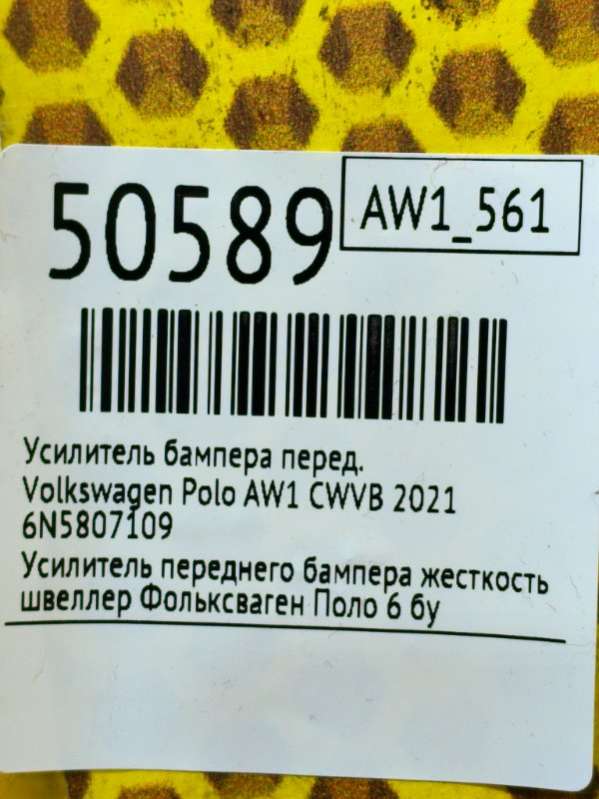 50589
AW1_561
Усилитель бампера перед.
Volkswagen Polo AW1 CWVB 2021
6N5807109
Усилитель переднего бампера жесткость
швеллер Фольксваген Поло 6 бу